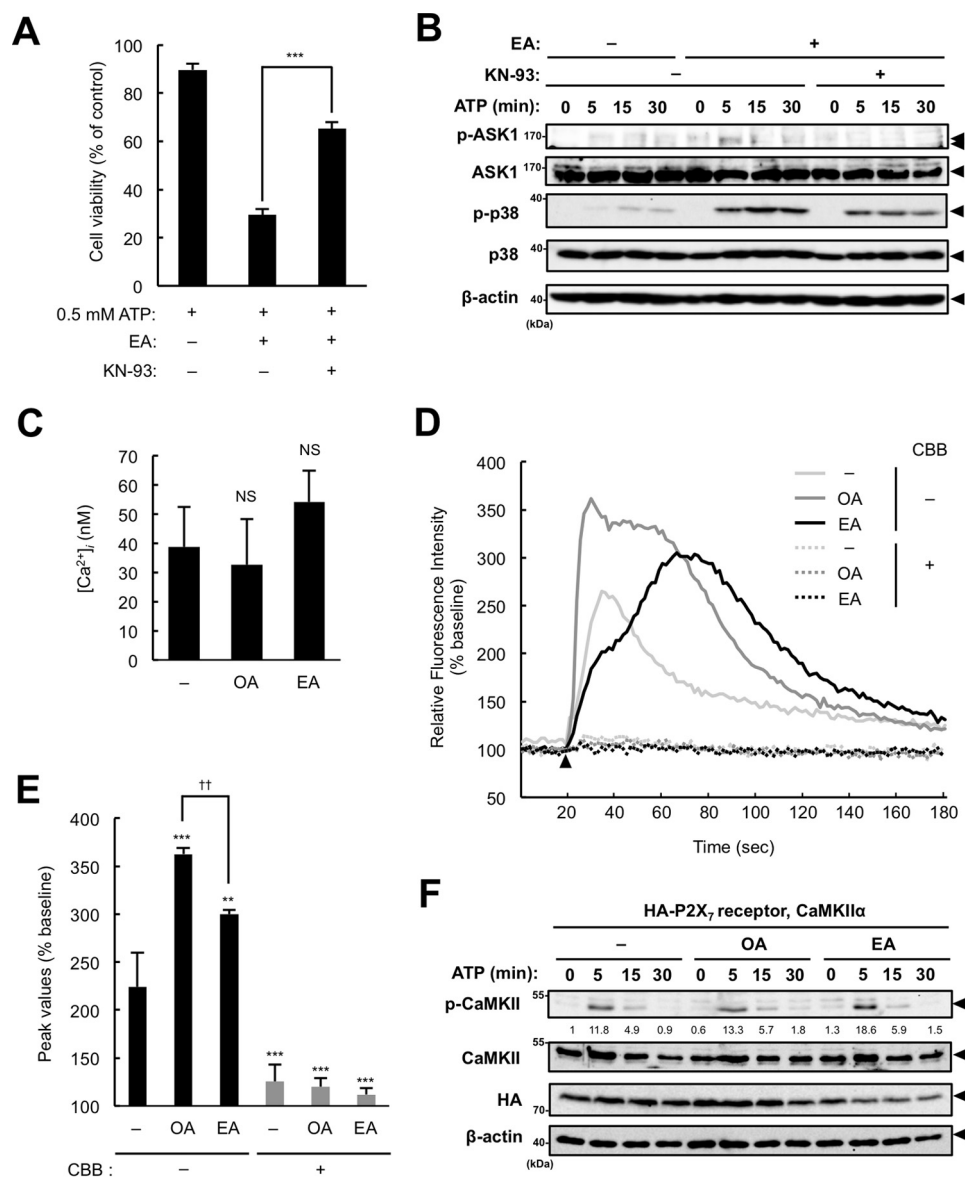 A
Cell viability (% of control)
100
80
60
40
20
0
***
0.5 mM ATP: + + +
EA: – + +
KN-93: – – +
B
EA: – +
KN-93: – +
ATP (min): 0 5 15 30 0 5 15 30 0 5 15 30
p-ASK1 170
ASK1 170
p-p38 40
p38 40
β-actin 40
(kDa)
C
[Ca²⁺]i (nM)
70
60
50
40
30
20
10
0
NS
NS
– OA EA
D
Relative Fluorescence Intensity
(% baseline)
400
350
300
250
200
150
100
50
20 40 60 80 100 120 140 160 180
Time (sec)
CBB
–
OA –
EA
–
OA +
EA
E
Peak values (% baseline)
400
350
300
250
200
150
100
††
*** **
*** *** ***
– OA EA – OA EA
CBB : – +
F
HA-P2X₇ receptor, CaMKIIα
– OA EA
ATP (min): 0 5 15 30 0 5 15 30 0 5 15 30
p-CaMKII 55
1 11.8 4.9 0.9 0.6 13.3 5.7 1.8 1.3 18.6 5.9 1.5
CaMKII 55
HA 70
β-actin 40
(kDa)